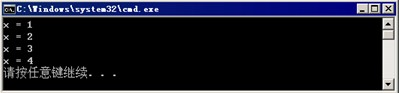 C:\Windows\system32\cmd.exe
x = 1
x = 2
x = 3
x = 4
请按任意键继续. . .